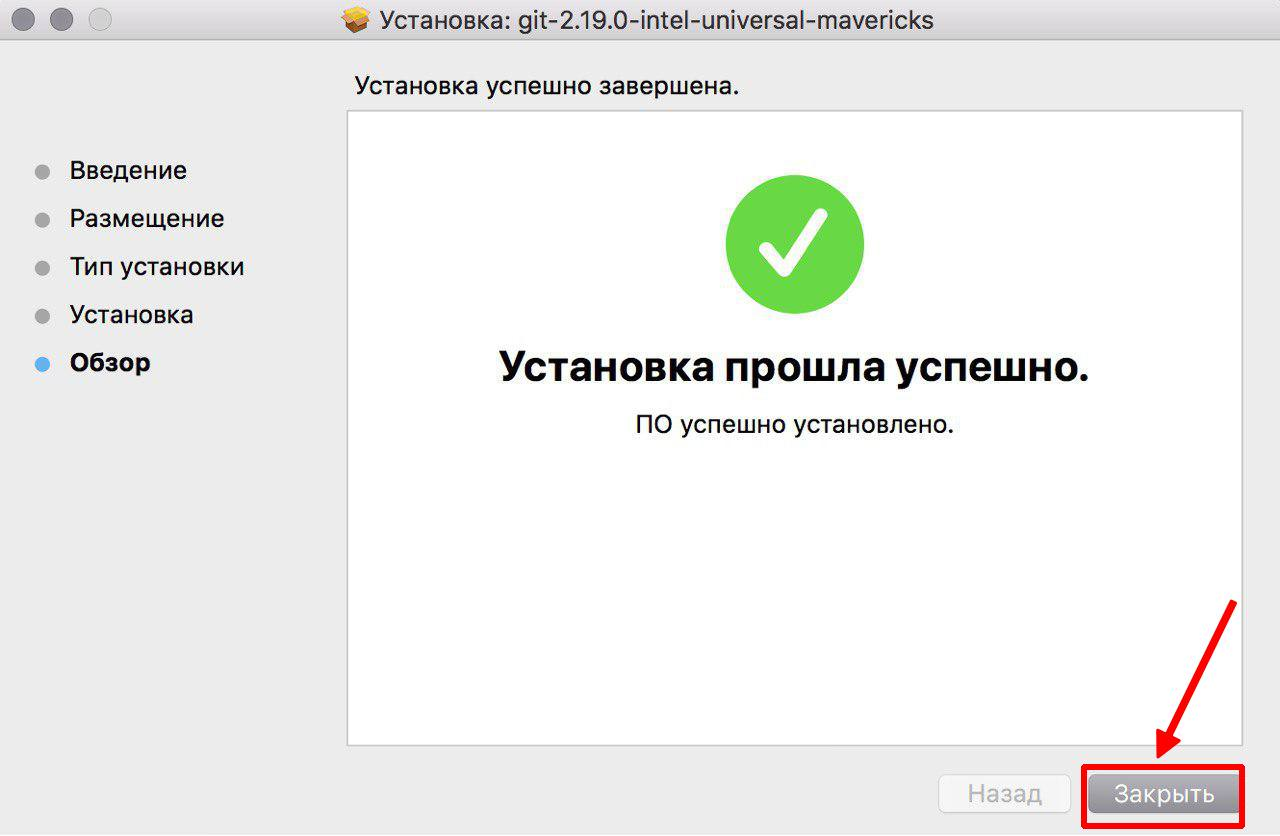 Установка: git-2.19.0-intel-universal-mavericks
Установка успешно завершена.
Введение
Размещение
Тип установки
Установка
Обзор
Установка прошла успешно.
ПО успешно установлено.
Назад
Закрыть